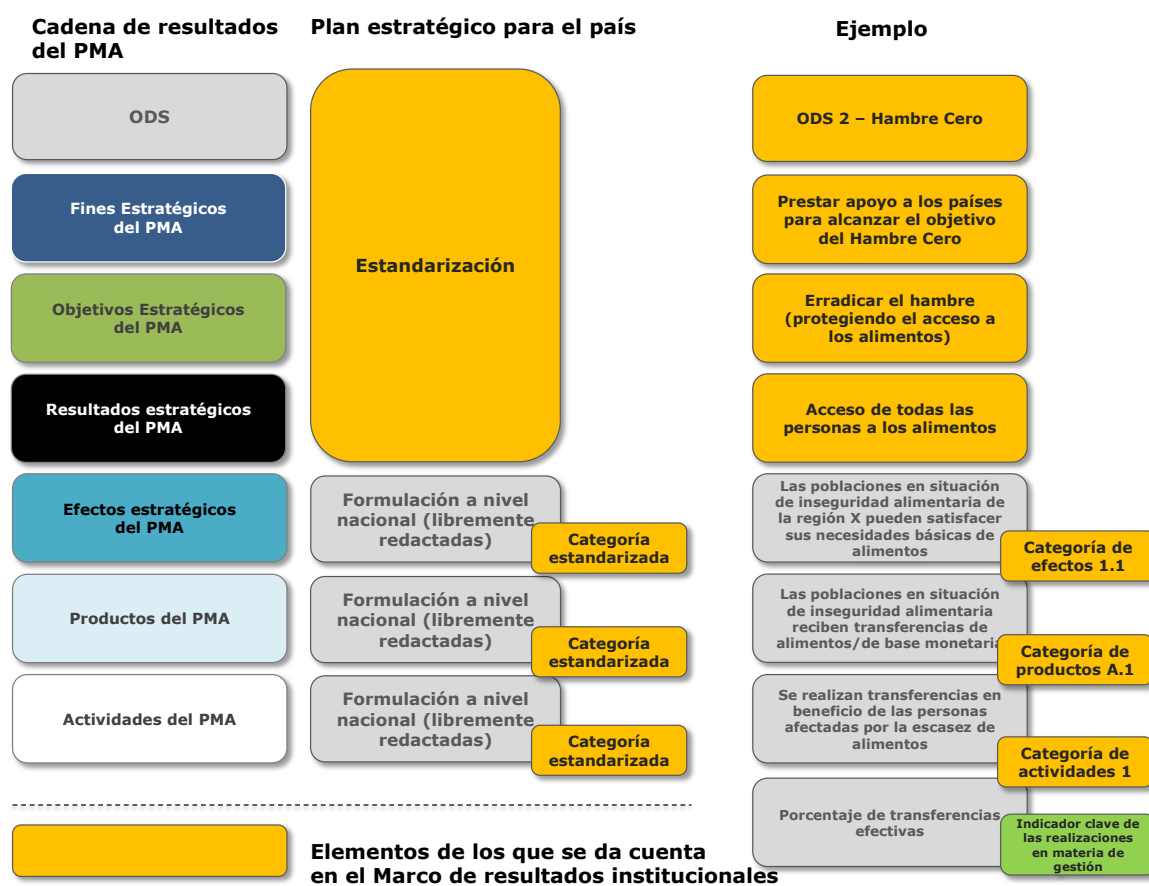 Cadena de resultados
del PMA
Plan estratégico para el país
Ejemplo
ODS
Estandarización
ODS 2 – Hambre Cero
Fines Estratégicos
del PMA
Prestar apoyo a los países
para alcanzar el objetivo
del Hambre Cero
Objetivos Estratégicos
del PMA
Erradicar el hambre
(protegiendo el acceso a
los alimentos)
Resultados estratégicos
del PMA
Acceso de todas las
personas a los alimentos
Efectos estratégicos
del PMA
Formulación a nivel
nacional (libremente
redactadas)
Categoría
estandarizada
Las poblaciones en situación
de inseguridad alimentaria de
la región X pueden satisfacer
sus necesidades básicas de
alimentos
Categoría de
efectos 1.1
Productos del PMA
Formulación a nivel
nacional (libremente
redactadas)
Categoría
estandarizada
Las poblaciones en situación
de inseguridad alimentaria
reciben transferencias de
alimentos/de base monetaria
Categoría de
productos A.1
Actividades del PMA
Formulación a nivel
nacional (libremente
redactadas)
Categoría
estandarizada
Se realizan transferencias en
beneficio de las personas
afectadas por la escasez de
alimentos
Categoría de
actividades 1
Porcentaje de transferencias
efectivas
Indicador clave de
las realizaciones
en materia de
gestión
Elementos de los que se da cuenta
en el Marco de resultados institucionales